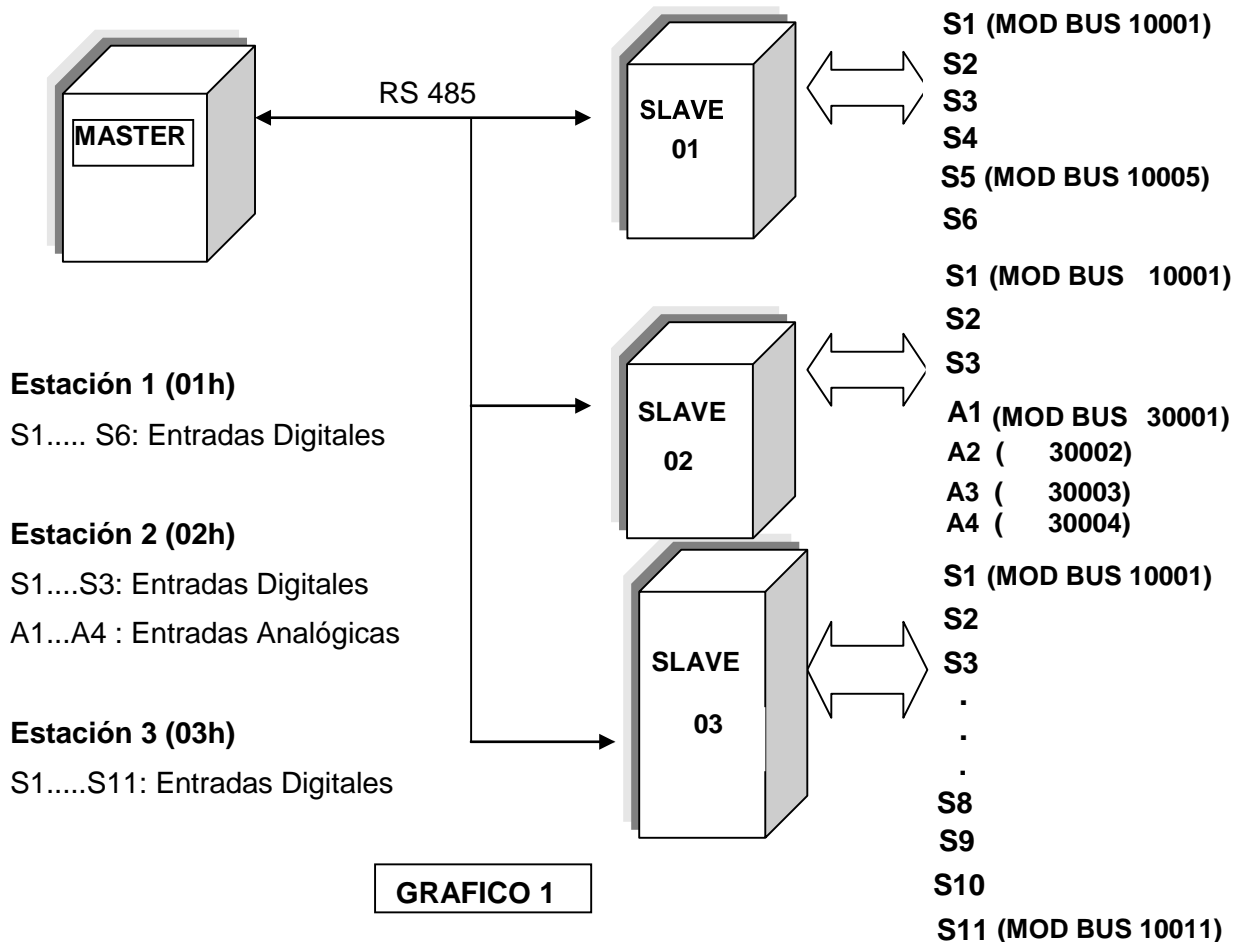 MASTER
RS 485
SLAVE
01
S1 (MOD BUS 10001)
S2
S3
S4
S5 (MOD BUS 10005)
S6
SLAVE
02
S1 (MOD BUS 10001)
S2
S3
A1 (MOD BUS 30001)
A2 ( 30002)
A3 ( 30003)
A4 ( 30004)
SLAVE
03
S1 (MOD BUS 10001)
S2
S3
.
.
.
S8
S9
S10
S11 (MOD BUS 10011)
Estación 1 (01h)
S1..... S6: Entradas Digitales
Estación 2 (02h)
S1....S3: Entradas Digitales
A1...A4 : Entradas Analógicas
Estación 3 (03h)
S1.....S11: Entradas Digitales
GRAFICO 1